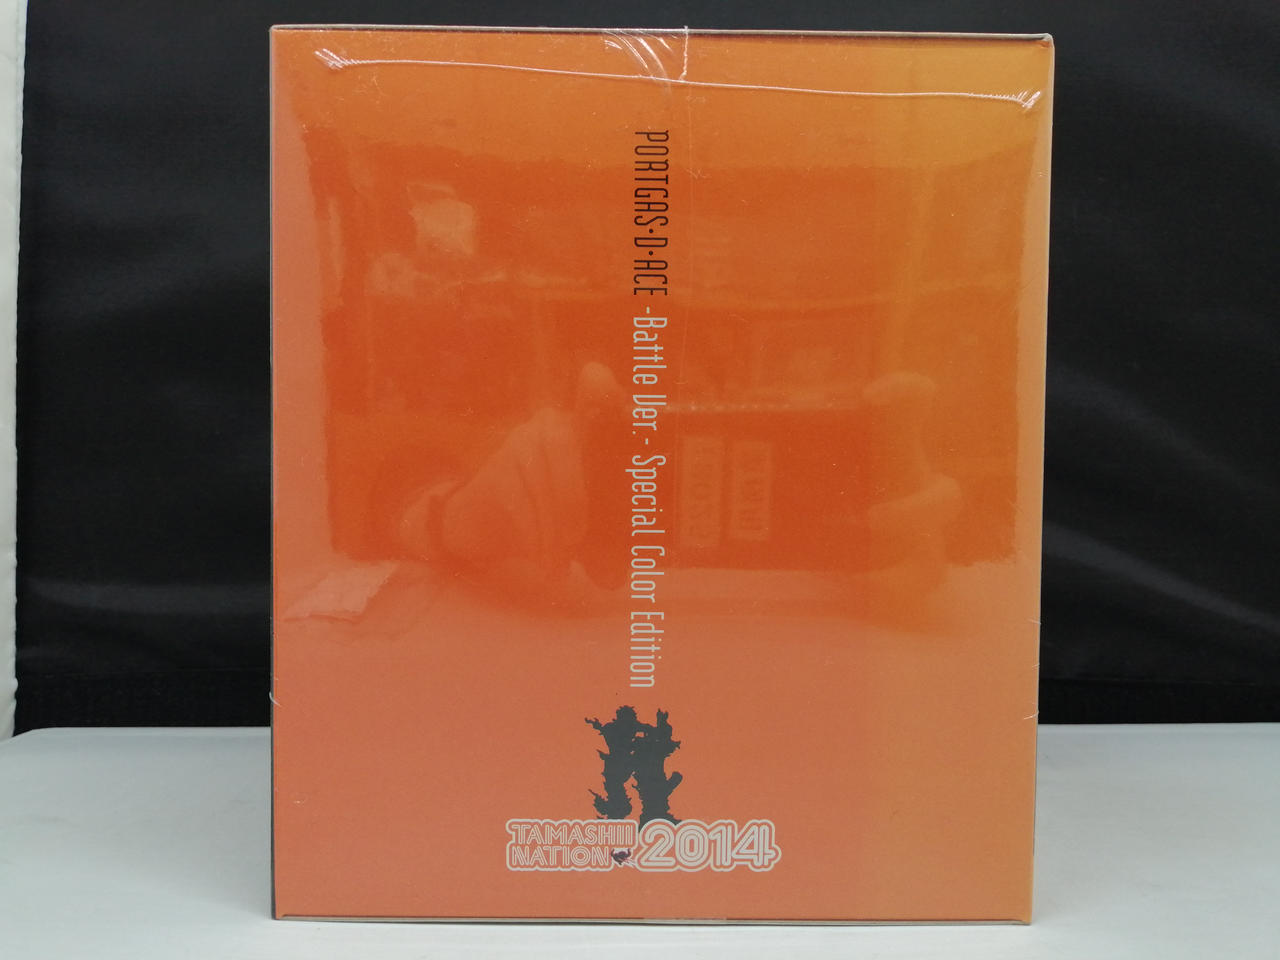 PORTGAS·D·ACE -Battle Ver.- Special Color Edition
TAMASHII
NATION 2014